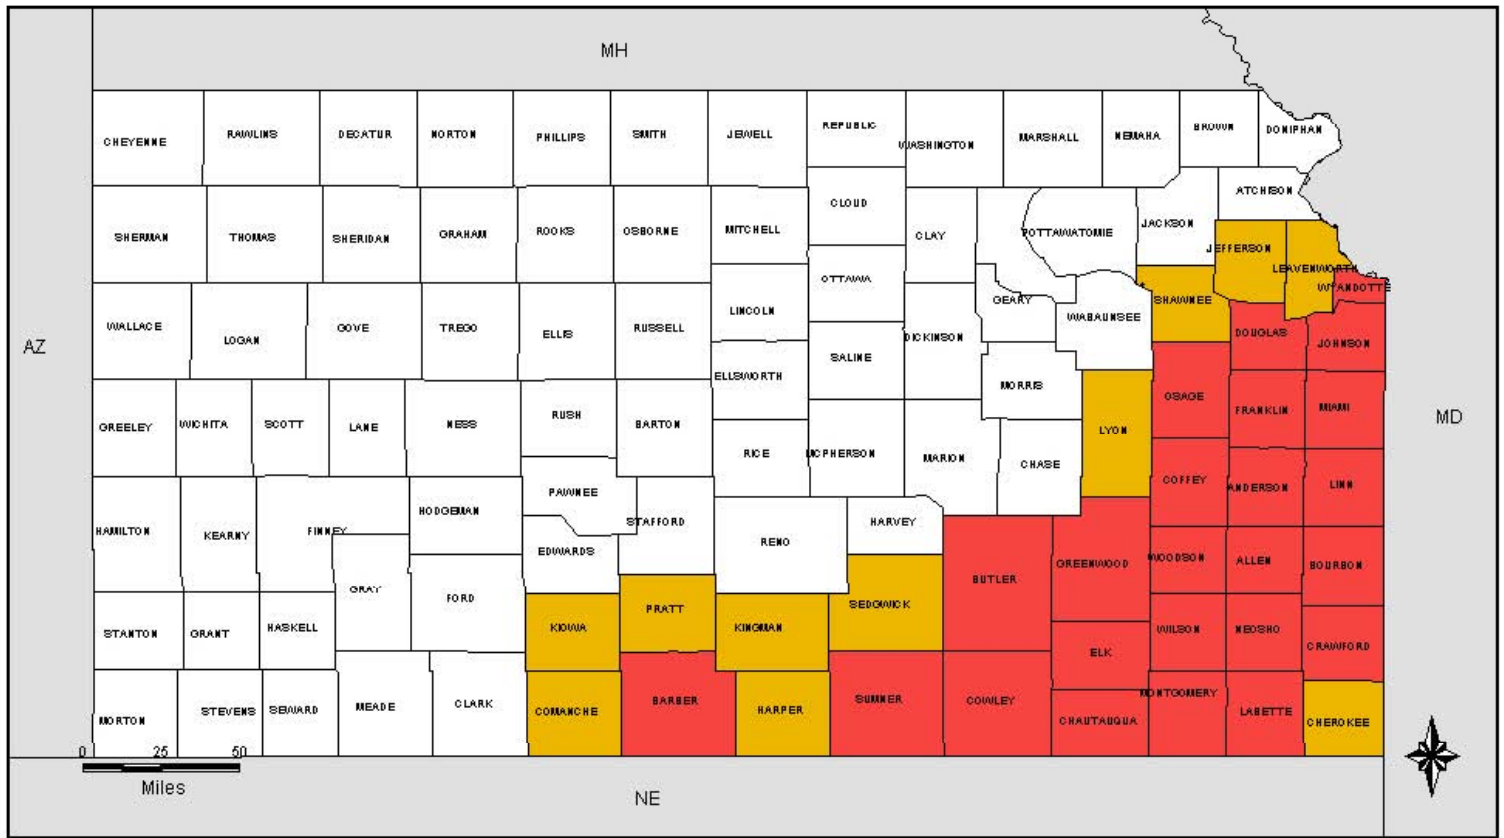 MH
CHEYENNE RAWLINS DECATUR NORTON PHILLIPS SMITH JEWELL REPUBLIC WASHINGTON MARSHALL NEMAHA BROWN DONIPHAN
ATCHISON
SHERMAN THOMAS SHERIDAN GRAHAM ROOKS OSBORNE MITCHELL CLOUD CLAY POTTAWATOMIE JACKSON JEFFERSON
LEAVENWORTH
OTTAWA GEARY SHAWNEE WYANDOTTE
WALLACE LOGAN GOVE TREGO ELLIS RUSSELL LINCOLN DICKINSON WABAUNSEE DOUGLAS JOHNSON
AZ
SALINE
ELLSWORTH MORRIS
GREELEY WICHITA SCOTT LANE NESS RUSH BARTON OSAGE FRANKLIN MIAMI
MD
LYON
RICE MCPHERSON MARION CHASE
COFFEY ANDERSON LINN
PAWNEE
HAMILTON KEARNY FINNEY HODGEMAN STAFFORD HARVEY
EDWARDS RENO
WOODSON ALLEN BOURBON
GRAY FORD BUTLER GREENWOOD
STANTON GRANT HASKELL KIOWA PRATT KINGMAN SEDGWICK WILSON NEOSHO
ELK CRAWFORD
MORTON STEVENS SEWARD MEADE CLARK COMANCHE BARBER HARPER SUMNER COWLEY CHAUTAUQUA MONTGOMERY LABETTE CHEROKEE
0 25 50
Miles
NE